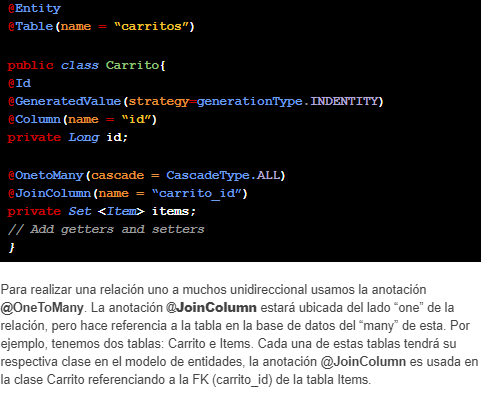 @Entity
@Table(name = “carritos”)
public class Carrito{
@Id
@GeneratedValue(strategy=generationType.INDENTITY)
@Column(name = “id”)
private Long id;
@OnetoMany(cascade = CascadeType.ALL)
@JoinColumn(name = “carrito_id”)
private Set <Item> items;
// Add getters and setters
}
Para realizar una relación uno a muchos unidireccional usamos la anotación
@OneToMany. La anotación @JoinColumn estará ubicada del lado “one” de la
relación, pero hace referencia a la tabla en la base de datos del “many” de esta. Por
ejemplo, tenemos dos tablas: Carrito e Items. Cada una de estas tablas tendrá su
respectiva clase en el modelo de entidades, la anotación @JoinColumn es usada en
la clase Carrito referenciando a la FK (carrito_id) de la tabla Items.